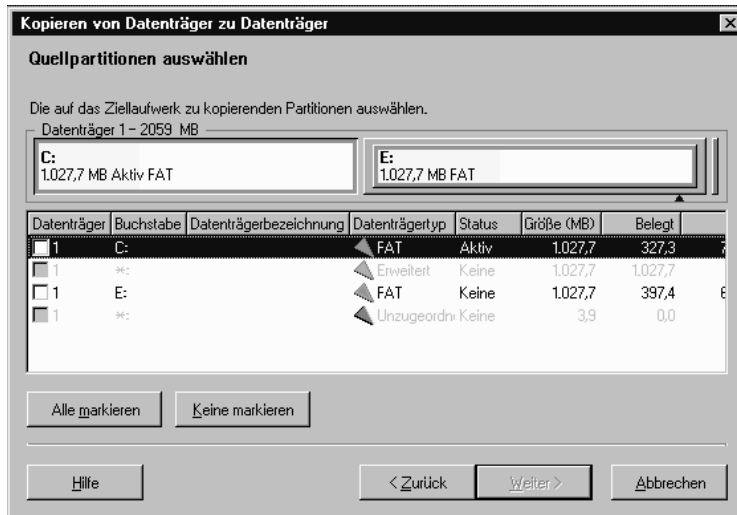 Kopieren von Datenträger zu Datenträger
Quellpartitionen auswählen
Die auf das Ziellaufwerk zu kopierenden Partitionen auswählen.
Datenträger 1 – 2059 MB
C:
1.027,7 MB Aktiv FAT
E:
1.027,7 MB FAT
Datenträger Buchstabe Datenträgerbezeichnung Datenträgertyp Status Größe (MB) Belegt
1 C: FAT Aktiv 1.027,7 327,3 7
1 *: Erweitert Keine 1.027,7 1.027,7
1 E: FAT Keine 1.027,7 397,4 6
1 *: Unzugeordn Keine 3,9 0,0
Alle markieren Keine markieren
Hilfe < Zurück Weiter > Abbrechen